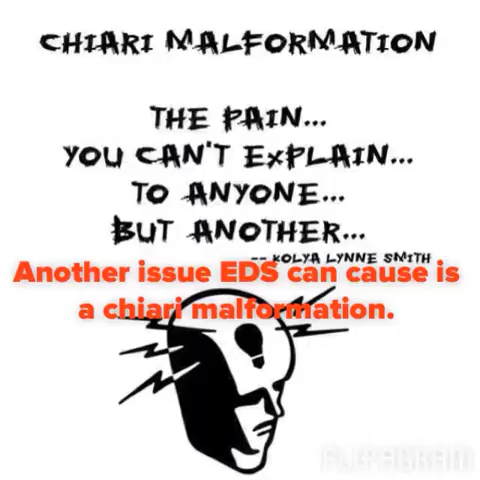 CHIARI MALFORMATION
THE PAIN...
YOU CAN'T EXPLAIN...
TO ANYONE...
BUT ANOTHER...
-- KOLYA LYNNE SMITH
Another issue EDS can cause is
a chiari malformation.
FLIPAGRAM